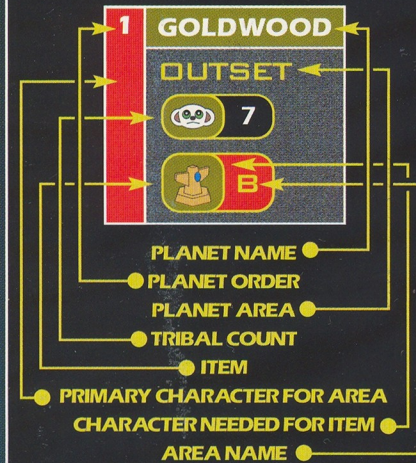 1 GOLDWOOD
OUTSET
7
B
PLANET NAME
PLANET ORDER
PLANET AREA
TRIBAL COUNT
ITEM
PRIMARY CHARACTER FOR AREA
CHARACTER NEEDED FOR ITEM
AREA NAME